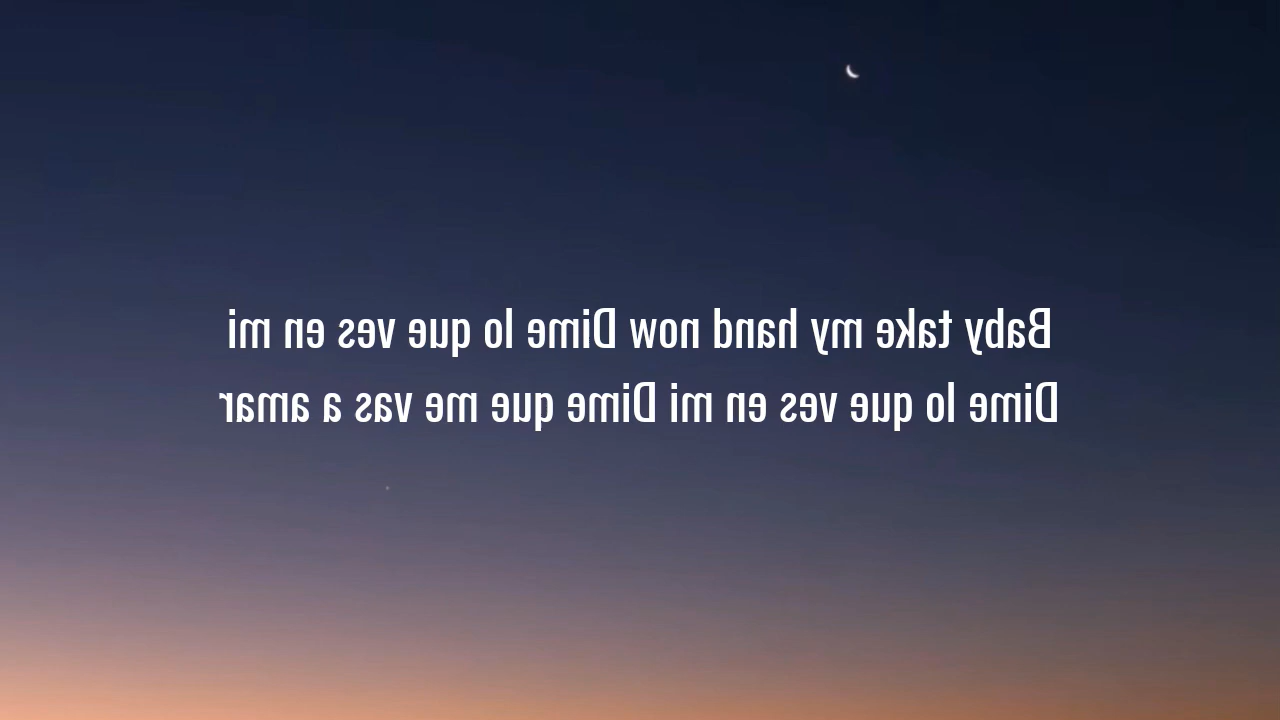 Baby take my hand now Dime lo que ves en mi
Dime lo que ves en mi Dime que me vas a amar